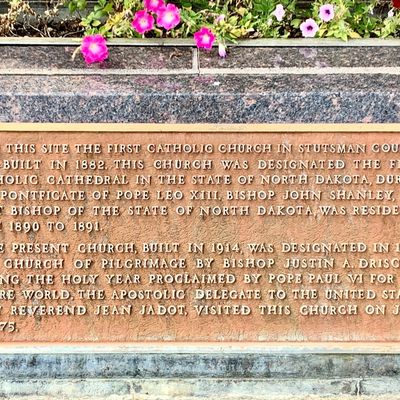 THIS SITE THE FIRST CATHOLIC CHURCH IN STUTSMAN COU
BUILT IN 1882. THIS CHURCH WAS DESIGNATED THE F
OLIC CATHEDRAL IN THE STATE OF NORTH DAKOTA, DUR
PONTIFICATE OF POPE LEO XIII. BISHOP JOHN SHANLEY,
T BISHOP OF THE STATE OF NORTH DAKOTA, WAS RESIDE
1890 TO 1891.
E PRESENT CHURCH, BUILT IN 1914, WAS DESIGNATED IN 1
CHURCH OF PILGRIMAGE BY BISHOP JUSTIN A. DRISC
NG THE HOLY YEAR PROCLAIMED BY POPE PAUL VI FOR
RE WORLD. THE APOSTOLIC DELEGATE TO THE UNITED STA
REVEREND JEAN JADOT, VISITED THIS CHURCH ON J
75.